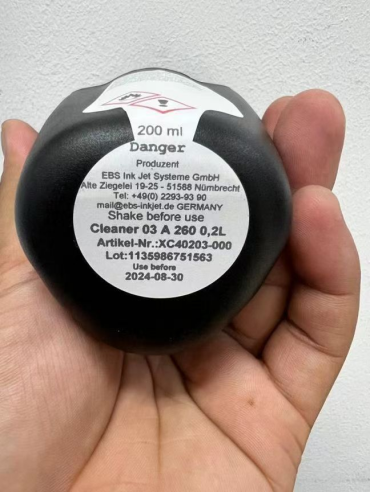 200 ml
Danger
Produzent
EBS Ink Jet Systeme GmbH
Alte Ziegelei 19-25 - 51588 Nümbrecht
Tel: +49(0) 2293-93 90
mail@ebs-inkjet.de GERMANY
Shake before use
Cleaner 03 A 260 0,2L
Artikel-Nr.:XC40203-000
Lot:1135986751563
Use before
2024-08-30